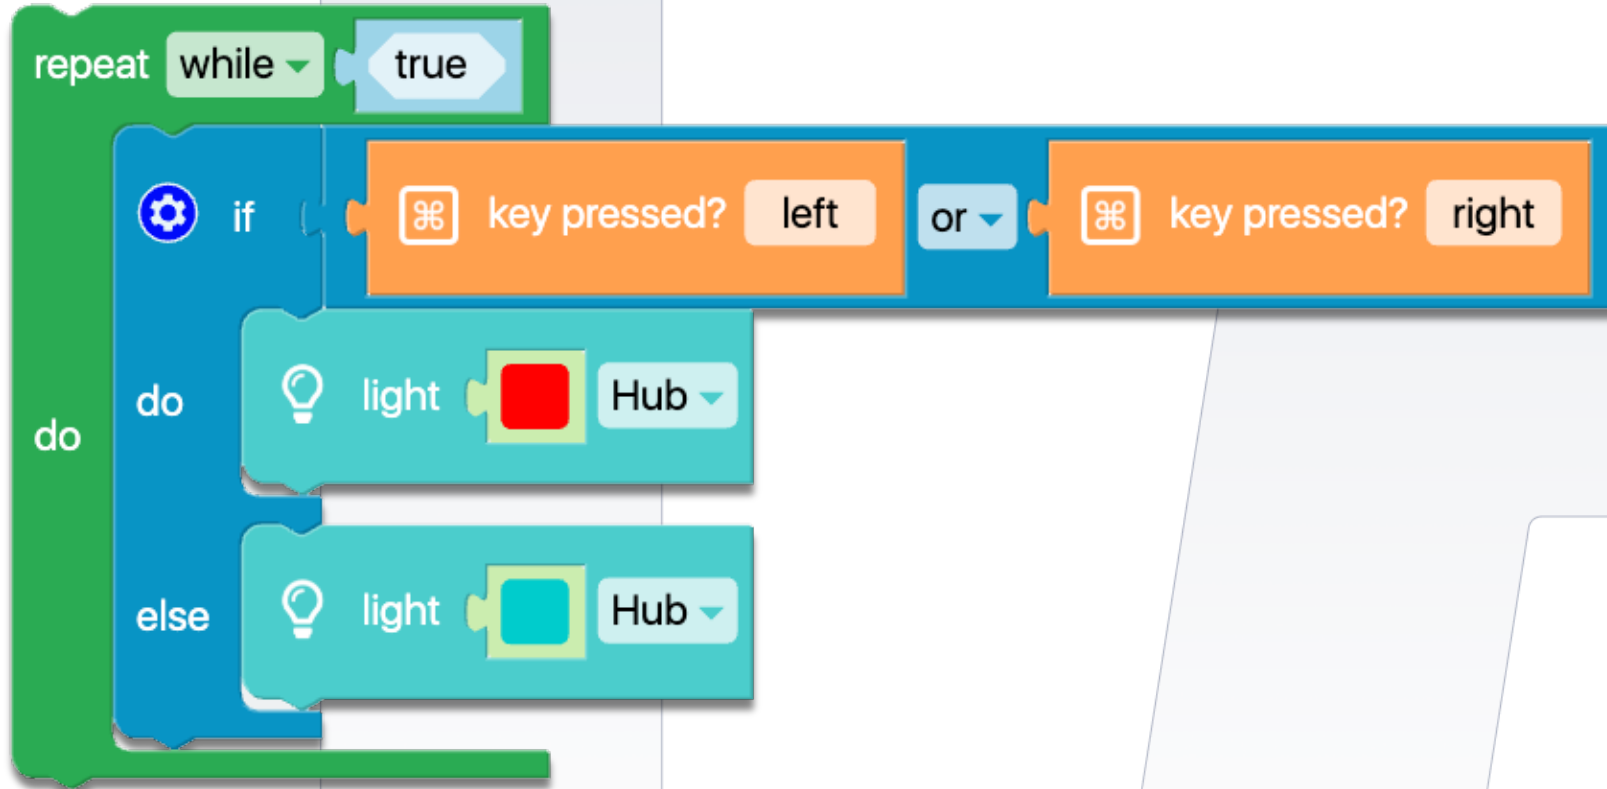 repeat while true
if ⌘ key pressed? left or ⌘ key pressed? right
do light Hub
do
else light Hub